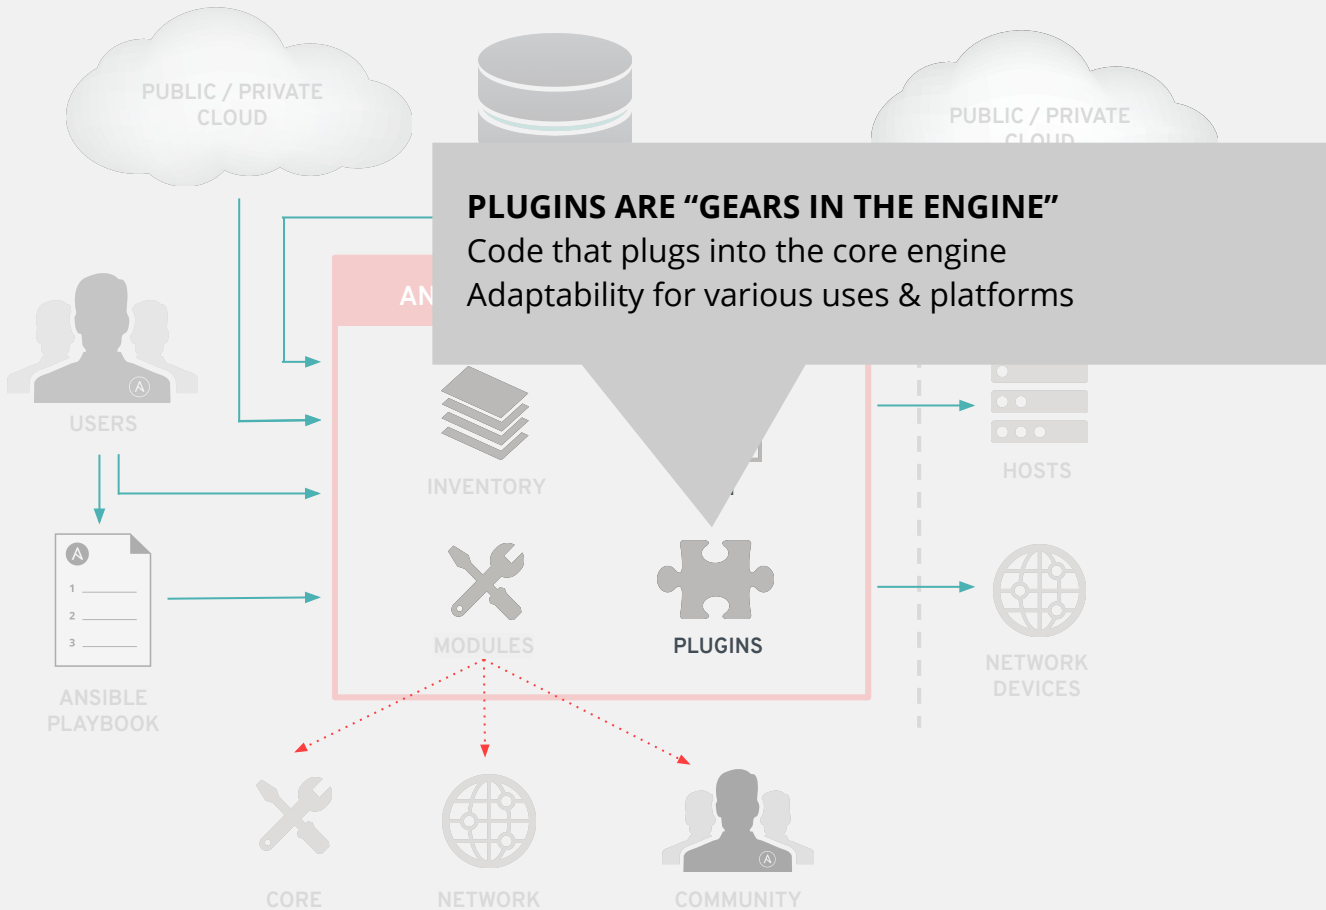 PUBLIC / PRIVATE
CLOUD
PUBLIC / PRIVATE
CLOUD
PLUGINS ARE “GEARS IN THE ENGINE”
Code that plugs into the core engine
Adaptability for various uses & platforms
AN
USERS
INVENTORY
HOSTS
A
1
2
3
MODULES
PLUGINS
ANSIBLE
PLAYBOOK
NETWORK
DEVICES
CORE
NETWORK
COMMUNITY